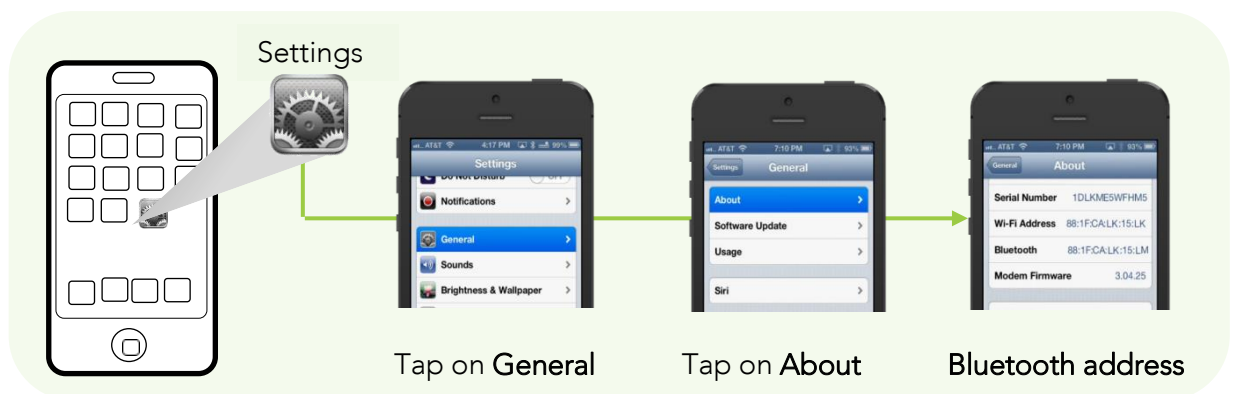 Settings
AT&T 4:17 PM 99%
Settings
Do Not Disturb OFF
Notifications
General
Sounds
Brightness & Wallpaper
Tap on General
AT&T 7:10 PM 93%
Settings General
About
Software Update
Usage
Siri
Tap on About
AT&T 7:10 PM 93%
General About
Serial Number 1DLKME5WFHM5
Wi-Fi Address 88:1F:CA:LK:15:LK
Bluetooth 88:1F:CA:LK:15:LM
Modem Firmware 3.04.25
Bluetooth address